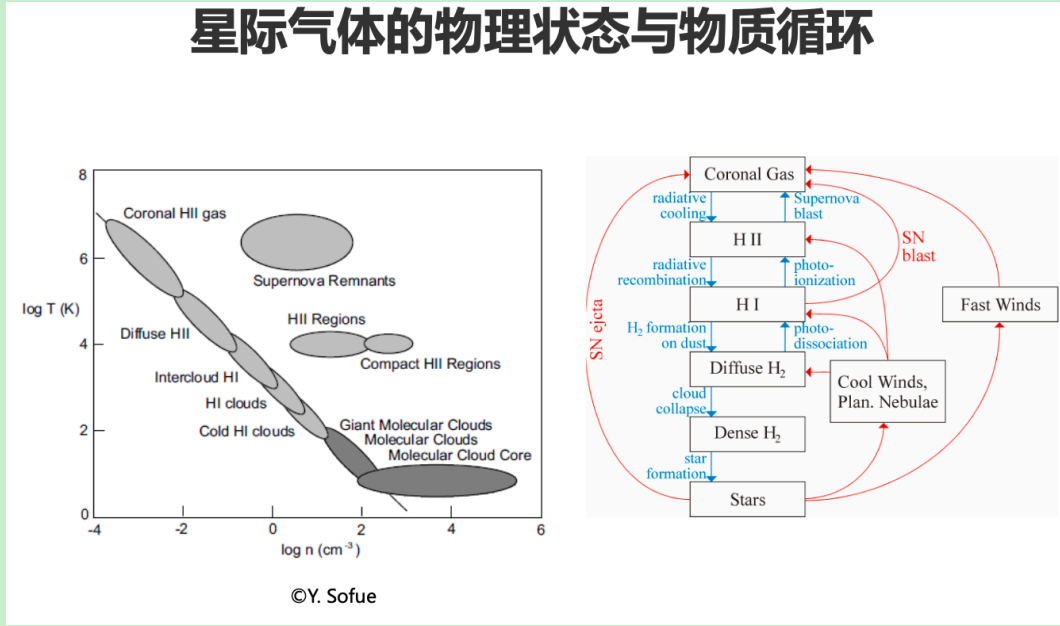 星际气体的物理状态与物质循环
8
6
log T (K)
4
2
0
-4
-2
0
2
4
6
log n (cm⁻³)
Coronal HII gas
Supernova Remnants
HII Regions
Diffuse HII
Compact HII Regions
Intercloud HI
HI clouds
Cold HI clouds
Giant Molecular Clouds
Molecular Clouds
Molecular Cloud Core
©Y. Sofue
Coronal Gas
radiative
cooling
Supernova
blast
H II
SN
blast
radiative
recombination
photo-
ionization
H I
Fast Winds
SN ejcta
H₂ formation
on dust
photo-
dissociation
Diffuse H₂
Cool Winds,
Plan. Nebulae
cloud
collapse
Dense H₂
star
formation
Stars